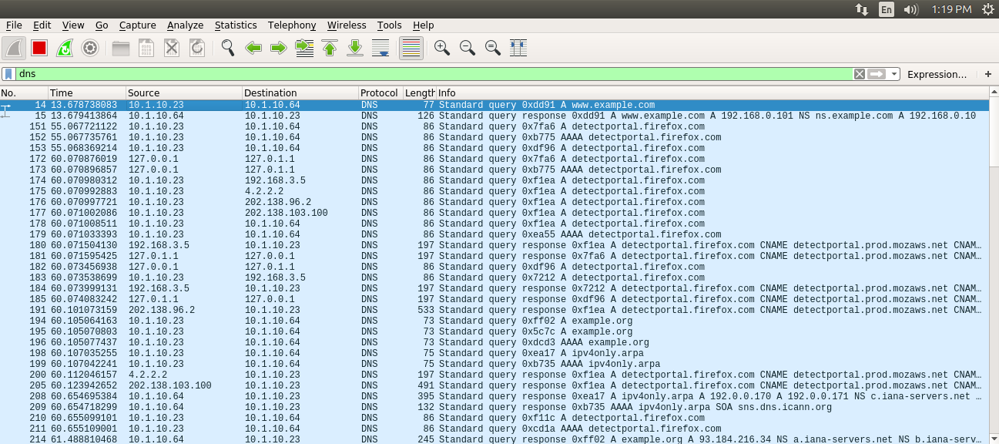 En 1:19 PM
File Edit View Go Capture Analyze Statistics Telephony Wireless Tools Help
dns Expression… +
No. Time Source Destination Protocol Length Info
14 13.678738083 10.1.10.23 10.1.10.64 DNS 77 Standard query 0xdd91 A www.example.com
15 13.679413864 10.1.10.64 10.1.10.23 DNS 126 Standard query response 0xdd91 A www.example.com A 192.168.0.101 NS ns.example.com A 192.168.0.10
151 55.067721122 10.1.10.23 10.1.10.64 DNS 86 Standard query 0x7fa6 A detectportal.firefox.com
152 55.067735761 10.1.10.23 10.1.10.64 DNS 86 Standard query 0xb775 AAAA detectportal.firefox.com
153 55.068369214 10.1.10.23 10.1.10.64 DNS 86 Standard query 0xdf96 A detectportal.firefox.com
172 60.070876019 127.0.0.1 127.0.1.1 DNS 86 Standard query 0x7fa6 A detectportal.firefox.com
173 60.070896857 127.0.0.1 127.0.1.1 DNS 86 Standard query 0xb775 AAAA detectportal.firefox.com
174 60.070980312 10.1.10.23 192.168.3.5 DNS 86 Standard query 0xf1ea A detectportal.firefox.com
175 60.070992883 10.1.10.23 4.2.2.2 DNS 86 Standard query 0xf1ea A detectportal.firefox.com
176 60.070997721 10.1.10.23 202.138.96.2 DNS 86 Standard query 0xf1ea A detectportal.firefox.com
177 60.071002086 10.1.10.23 202.138.103.100 DNS 86 Standard query 0xf1ea A detectportal.firefox.com
178 60.071008511 10.1.10.23 10.1.10.64 DNS 86 Standard query 0xf1ea A detectportal.firefox.com
179 60.071033393 10.1.10.23 10.1.10.64 DNS 86 Standard query 0xea55 AAAA detectportal.firefox.com
180 60.071504130 192.168.3.5 10.1.10.23 DNS 197 Standard query response 0xf1ea A detectportal.firefox.com CNAME detectportal.prod.mozaws.net CNAM…
181 60.071595425 127.0.1.1 127.0.0.1 DNS 197 Standard query response 0x7fa6 A detectportal.firefox.com CNAME detectportal.prod.mozaws.net CNAM…
182 60.073456938 127.0.0.1 127.0.1.1 DNS 86 Standard query 0xdf96 A detectportal.firefox.com
183 60.073538699 10.1.10.23 192.168.3.5 DNS 86 Standard query 0x7212 A detectportal.firefox.com
184 60.073999131 192.168.3.5 10.1.10.23 DNS 197 Standard query response 0x7212 A detectportal.firefox.com CNAME detectportal.prod.mozaws.net CNAM…
185 60.074083242 127.0.1.1 127.0.0.1 DNS 197 Standard query response 0xdf96 A detectportal.firefox.com CNAME detectportal.prod.mozaws.net CNAM…
191 60.101073159 202.138.96.2 10.1.10.23 DNS 533 Standard query response 0xf1ea A detectportal.firefox.com CNAME detectportal.prod.mozaws.net CNAM…
194 60.105064163 10.1.10.23 10.1.10.64 DNS 73 Standard query 0xff02 A example.org
195 60.105070803 10.1.10.23 10.1.10.64 DNS 73 Standard query 0x5c7c A example.org
196 60.105077437 10.1.10.23 10.1.10.64 DNS 73 Standard query 0xdcd3 AAAA example.org
198 60.107035255 10.1.10.23 10.1.10.64 DNS 75 Standard query 0xea17 A ipv4only.arpa
199 60.107042241 10.1.10.23 10.1.10.64 DNS 75 Standard query 0xb735 AAAA ipv4only.arpa
200 60.112046157 4.2.2.2 10.1.10.23 DNS 197 Standard query response 0xf1ea A detectportal.firefox.com CNAME detectportal.prod.mozaws.net CNAM…
205 60.123942652 202.138.103.100 10.1.10.23 DNS 491 Standard query response 0xf1ea A detectportal.firefox.com CNAME detectportal.prod.mozaws.net CNAM…
208 60.654695384 10.1.10.64 10.1.10.23 DNS 395 Standard query response 0xea17 A ipv4only.arpa A 192.0.0.170 A 192.0.0.171 NS c.iana-servers.net …
209 60.654718299 10.1.10.64 10.1.10.23 DNS 132 Standard query response 0xb735 AAAA ipv4only.arpa SOA sns.dns.icann.org
210 60.655099101 10.1.10.23 10.1.10.64 DNS 86 Standard query 0xf11c A detectportal.firefox.com
211 60.655109001 10.1.10.23 10.1.10.64 DNS 86 Standard query 0xcd1a AAAA detectportal.firefox.com
214 61.488810468 10.1.10.64 10.1.10.23 DNS 245 Standard query response 0xff02 A example.org A 93.184.216.34 NS a.iana-servers.net NS b.iana-serv…